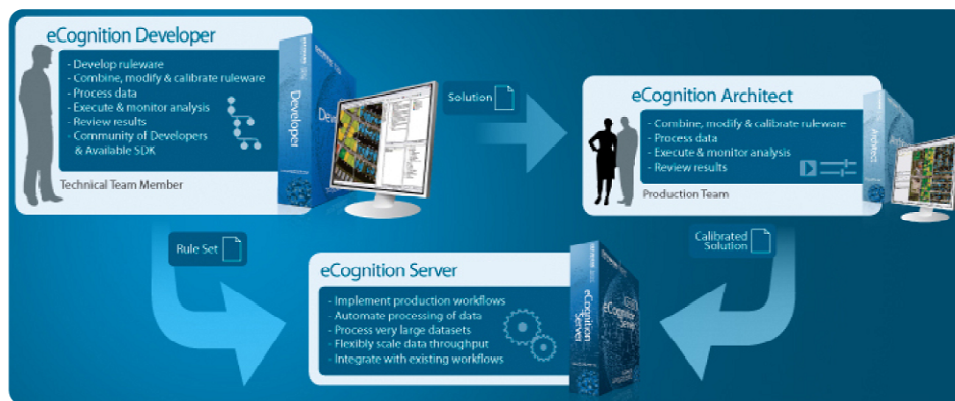 eCognition Developer
- Develop ruleware
- Combine, modify & calibrate ruleware
- Process data
- Execute & monitor analysis
- Review results
- Community of Developers
& Available SDK
Technical Team Member
Developer
Solution
eCognition Architect
- Combine, modify & calibrate ruleware
- Process data
- Execute & monitor analysis
- Review results
Production Team
Architect
Rule Set
Calibrated
Solution
eCognition Server
- Implement production workflows
- Automate processing of data
- Process very large datasets
- Flexibly scale data throughput
- Integrate with existing workflows
eCognition
Server
eCognition
Server